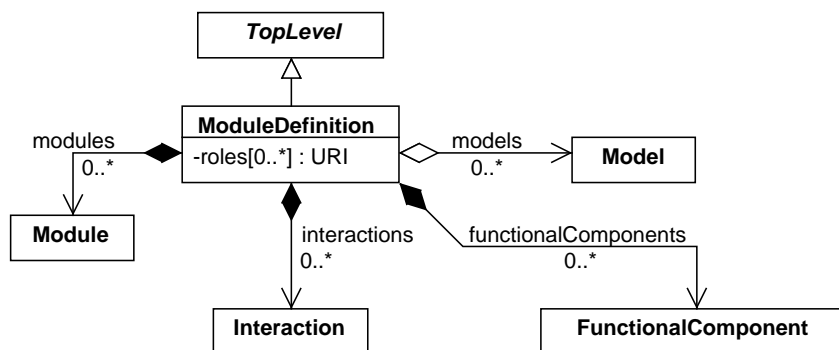 TopLevel
ModuleDefinition
-roles[0..*] : URI
modules
0..*
Module
models
0..*
Model
interactions
0..*
Interaction
functionalComponents
0..*
FunctionalComponent